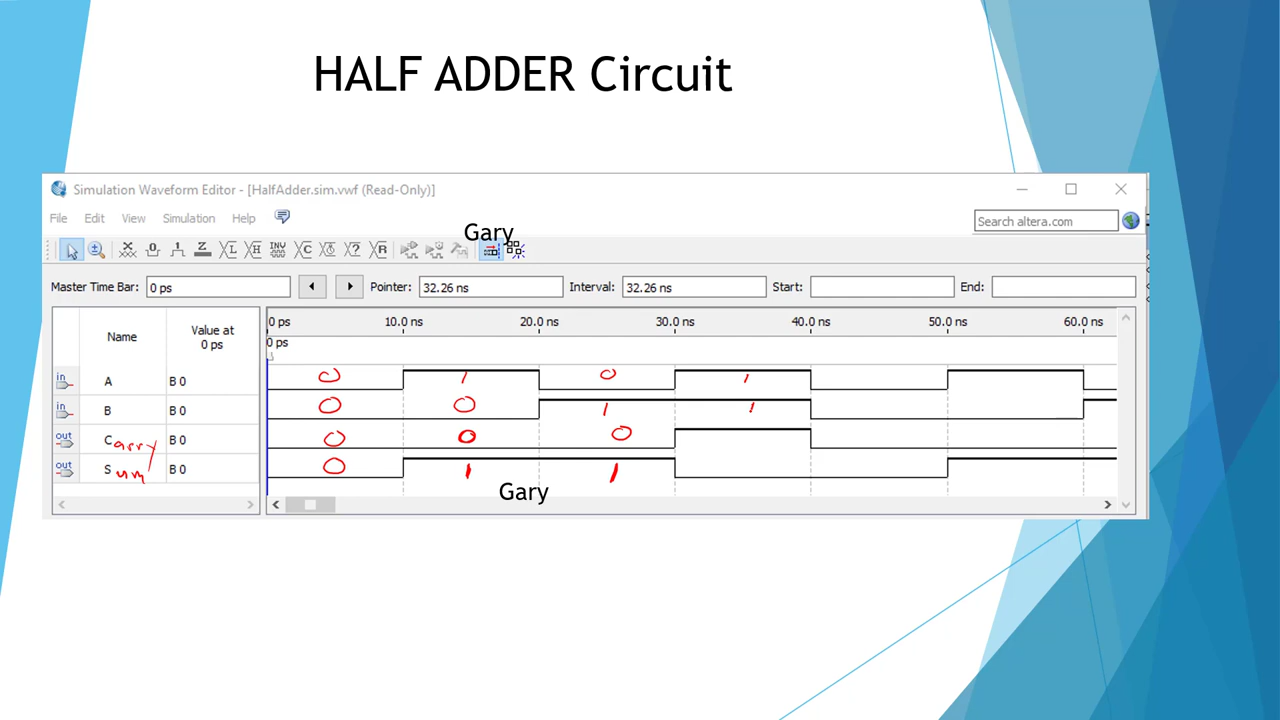 HALF ADDER Circuit
Simulation Waveform Editor - [HalfAdder.sim.vwf (Read-Only)]
File Edit View Simulation Help
Search altera.com
Gary
Master Time Bar: 0 ps Pointer: 32.26 ns Interval: 32.26 ns Start: End:
Name Value at 0 ps
0 ps 10.0 ns 20.0 ns 30.0 ns 40.0 ns 50.0 ns 60.0 ns
0 ps
in A B 0 0 1 0 1
in B B 0 0 0 1 1
out Carry B 0 0 0 0
out Sum B 0 0 1 1
Gary